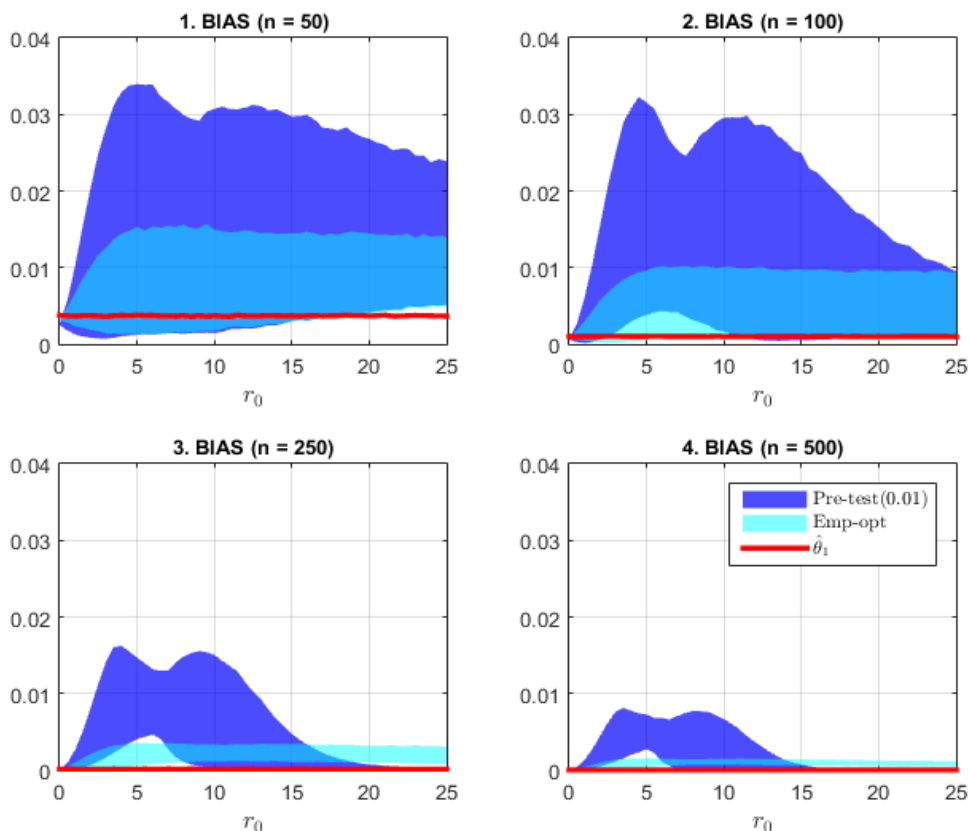 1. BIAS (n = 50)
0.04
0.03
0.02
0.01
0
0 5 10 15 20 25
r₀
2. BIAS (n = 100)
0.04
0.03
0.02
0.01
0
0 5 10 15 20 25
r₀
3. BIAS (n = 250)
0.04
0.03
0.02
0.01
0
0 5 10 15 20 25
r₀
4. BIAS (n = 500)
0.04
0.03
0.02
0.01
0
0 5 10 15 20 25
r₀
Pre-test(0.01)
Emp-opt
θ̂₁